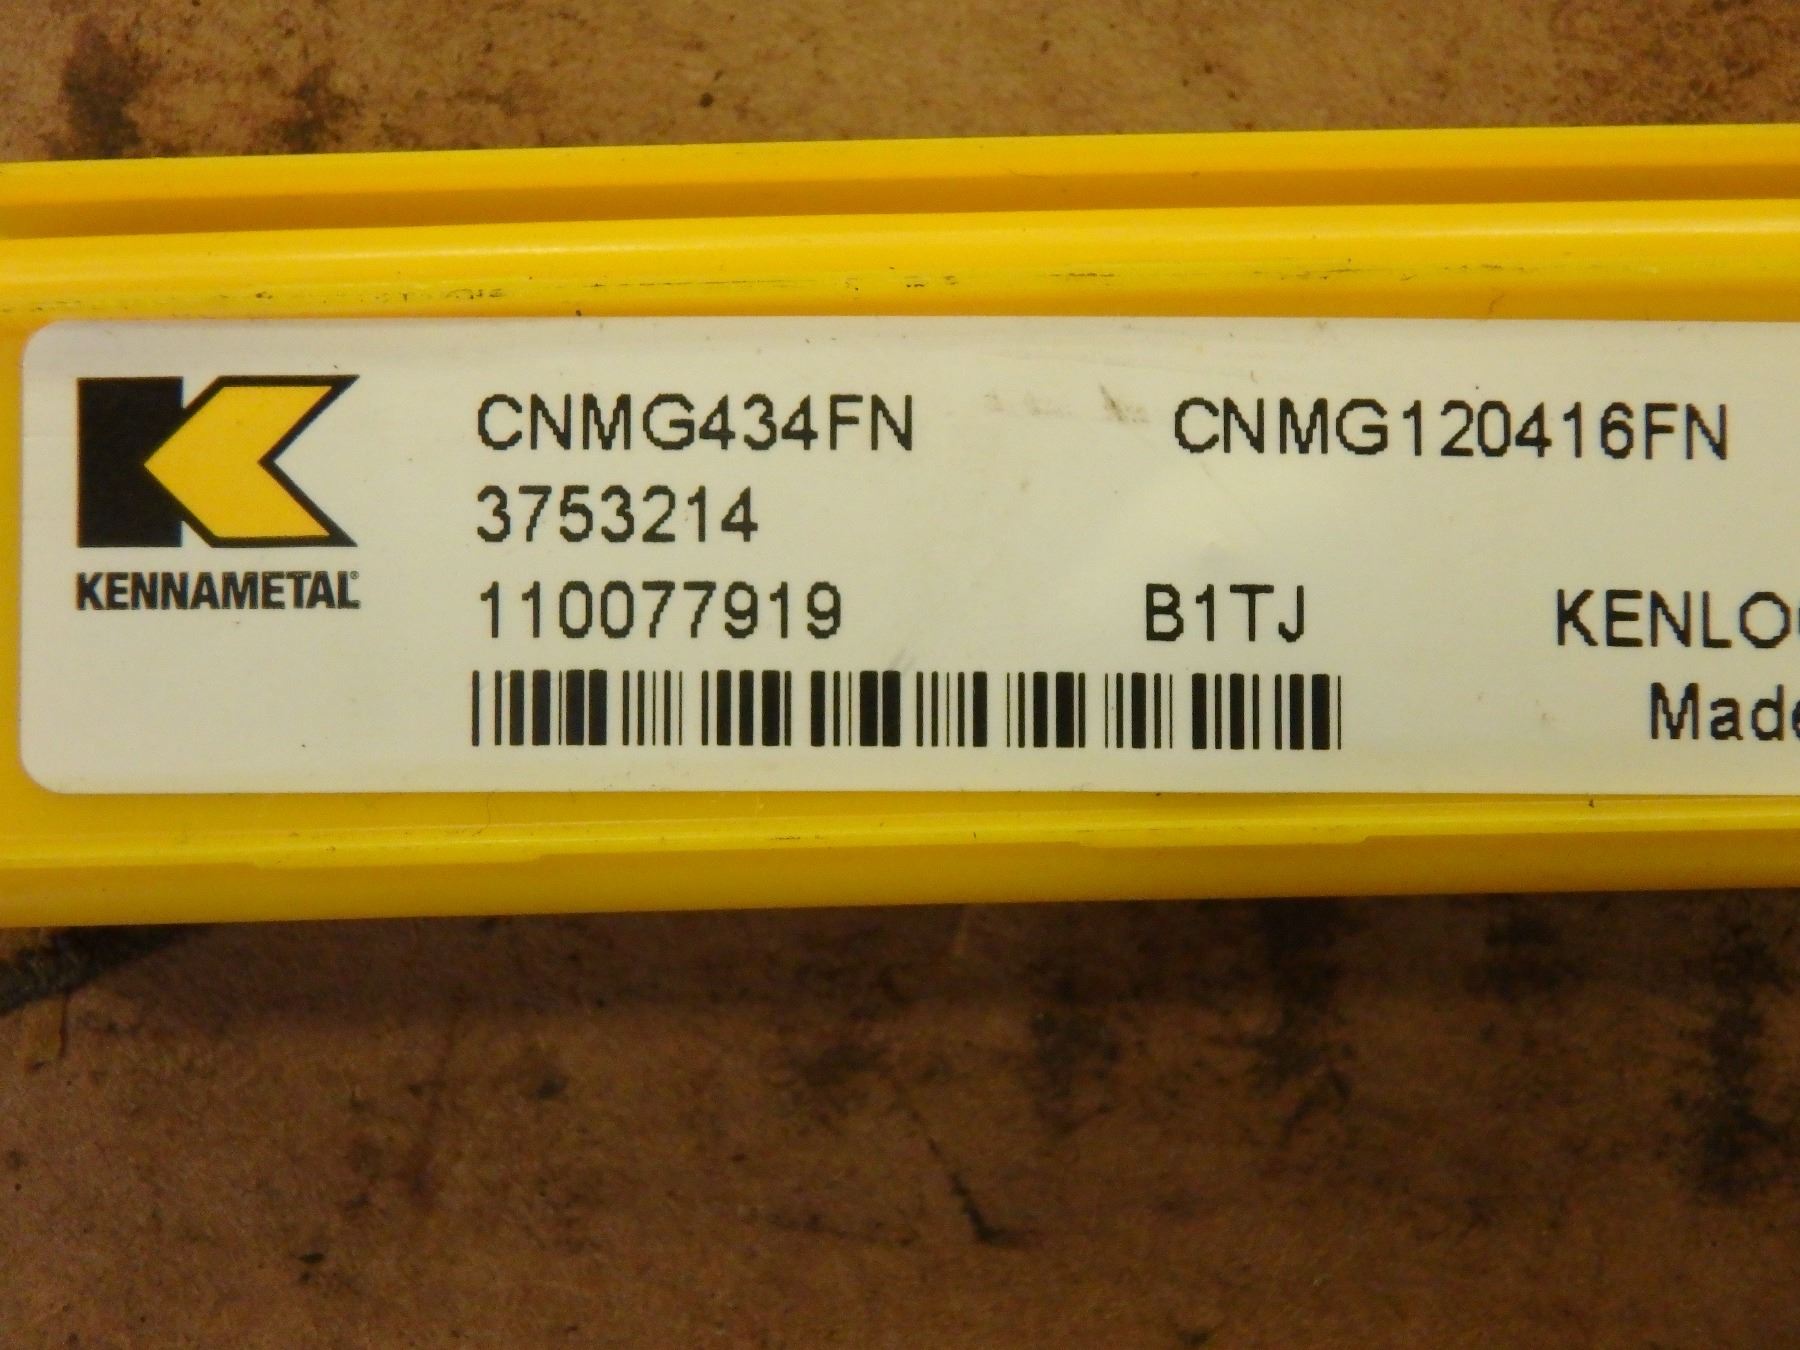 CNMG434FN CNMG120416FN
3753214
KENNAMETAL®
110077919 B1TJ